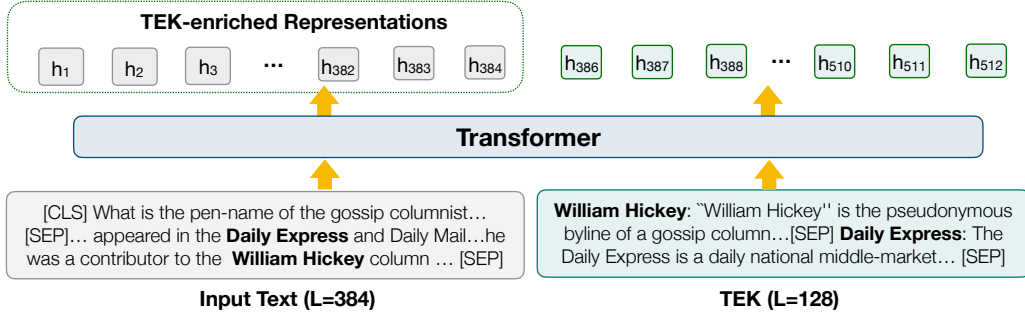 TEK-enriched Representations
h1 h2 h3 ... h382 h383 h384 h386 h387 h388 ... h510 h511 h512
Transformer
[CLS] What is the pen-name of the gossip columnist...
[SEP]... appeared in the Daily Express and Daily Mail...he
was a contributor to the William Hickey column ... [SEP]
Input Text (L=384)
William Hickey: ``William Hickey'' is the pseudonymous
byline of a gossip column...[SEP] Daily Express: The
Daily Express is a daily national middle-market... [SEP]
TEK (L=128)